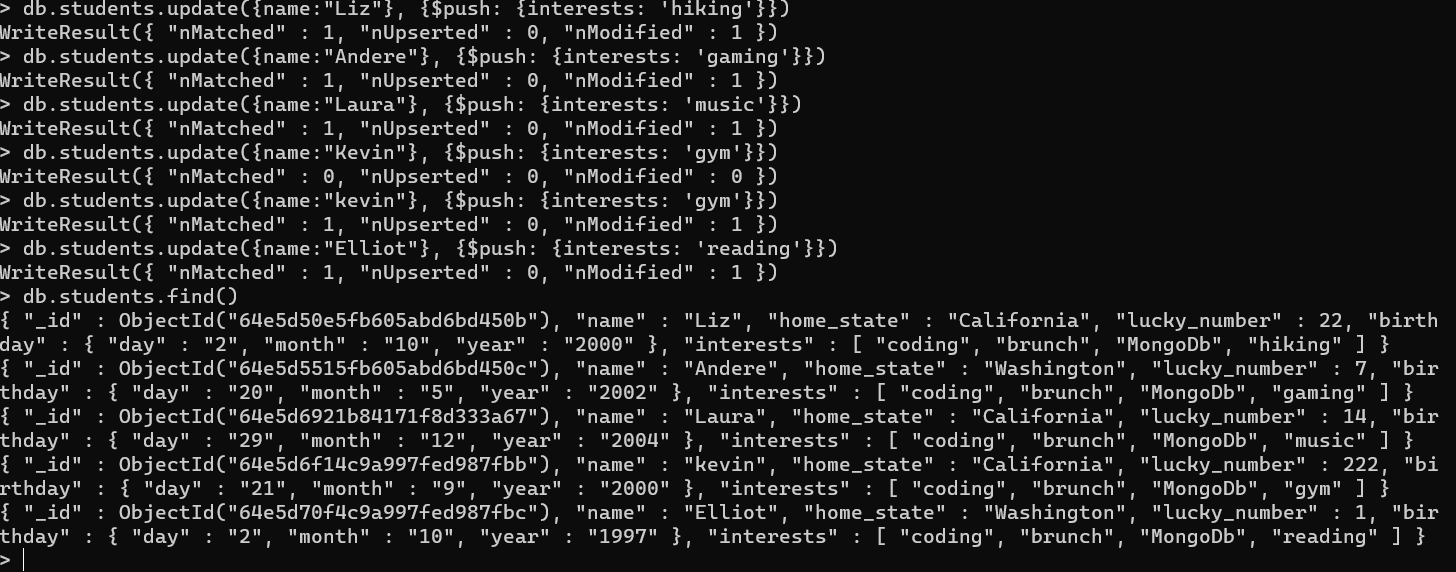 > db.students.update({name:"Liz"}, {$push: {interests: 'hiking'}})
WriteResult({ "nMatched" : 1, "nUpserted" : 0, "nModified" : 1 })
> db.students.update({name:"Andere"}, {$push: {interests: 'gaming'}})
WriteResult({ "nMatched" : 1, "nUpserted" : 0, "nModified" : 1 })
> db.students.update({name:"Laura"}, {$push: {interests: 'music'}})
WriteResult({ "nMatched" : 1, "nUpserted" : 0, "nModified" : 1 })
> db.students.update({name:"Kevin"}, {$push: {interests: 'gym'}})
WriteResult({ "nMatched" : 0, "nUpserted" : 0, "nModified" : 0 })
> db.students.update({name:"kevin"}, {$push: {interests: 'gym'}})
WriteResult({ "nMatched" : 1, "nUpserted" : 0, "nModified" : 1 })
> db.students.update({name:"Elliot"}, {$push: {interests: 'reading'}})
WriteResult({ "nMatched" : 1, "nUpserted" : 0, "nModified" : 1 })
> db.students.find()
{ "_id" : ObjectId("64e5d50e5fb605abd6bd450b"), "name" : "Liz", "home_state" : "California", "lucky_number" : 22, "birth
day" : { "day" : "2", "month" : "10", "year" : "2000" }, "interests" : [ "coding", "brunch", "MongoDb", "hiking" ] }
{ "_id" : ObjectId("64e5d5515fb605abd6bd450c"), "name" : "Andere", "home_state" : "Washington", "lucky_number" : 7, "bir
thday" : { "day" : "20", "month" : "5", "year" : "2002" }, "interests" : [ "coding", "brunch", "MongoDb", "gaming" ] }
{ "_id" : ObjectId("64e5d6921b84171f8d333a67"), "name" : "Laura", "home_state" : "California", "lucky_number" : 14, "bir
thday" : { "day" : "29", "month" : "12", "year" : "2004" }, "interests" : [ "coding", "brunch", "MongoDb", "music" ] }
{ "_id" : ObjectId("64e5d6f14c9a997fed987fbb"), "name" : "kevin", "home_state" : "California", "lucky_number" : 222, "bi
rthday" : { "day" : "21", "month" : "9", "year" : "2000" }, "interests" : [ "coding", "brunch", "MongoDb", "gym" ] }
{ "_id" : ObjectId("64e5d70f4c9a997fed987fbc"), "name" : "Elliot", "home_state" : "Washington", "lucky_number" : 1, "bir
thday" : { "day" : "2", "month" : "10", "year" : "1997" }, "interests" : [ "coding", "brunch", "MongoDb", "reading" ] }
>